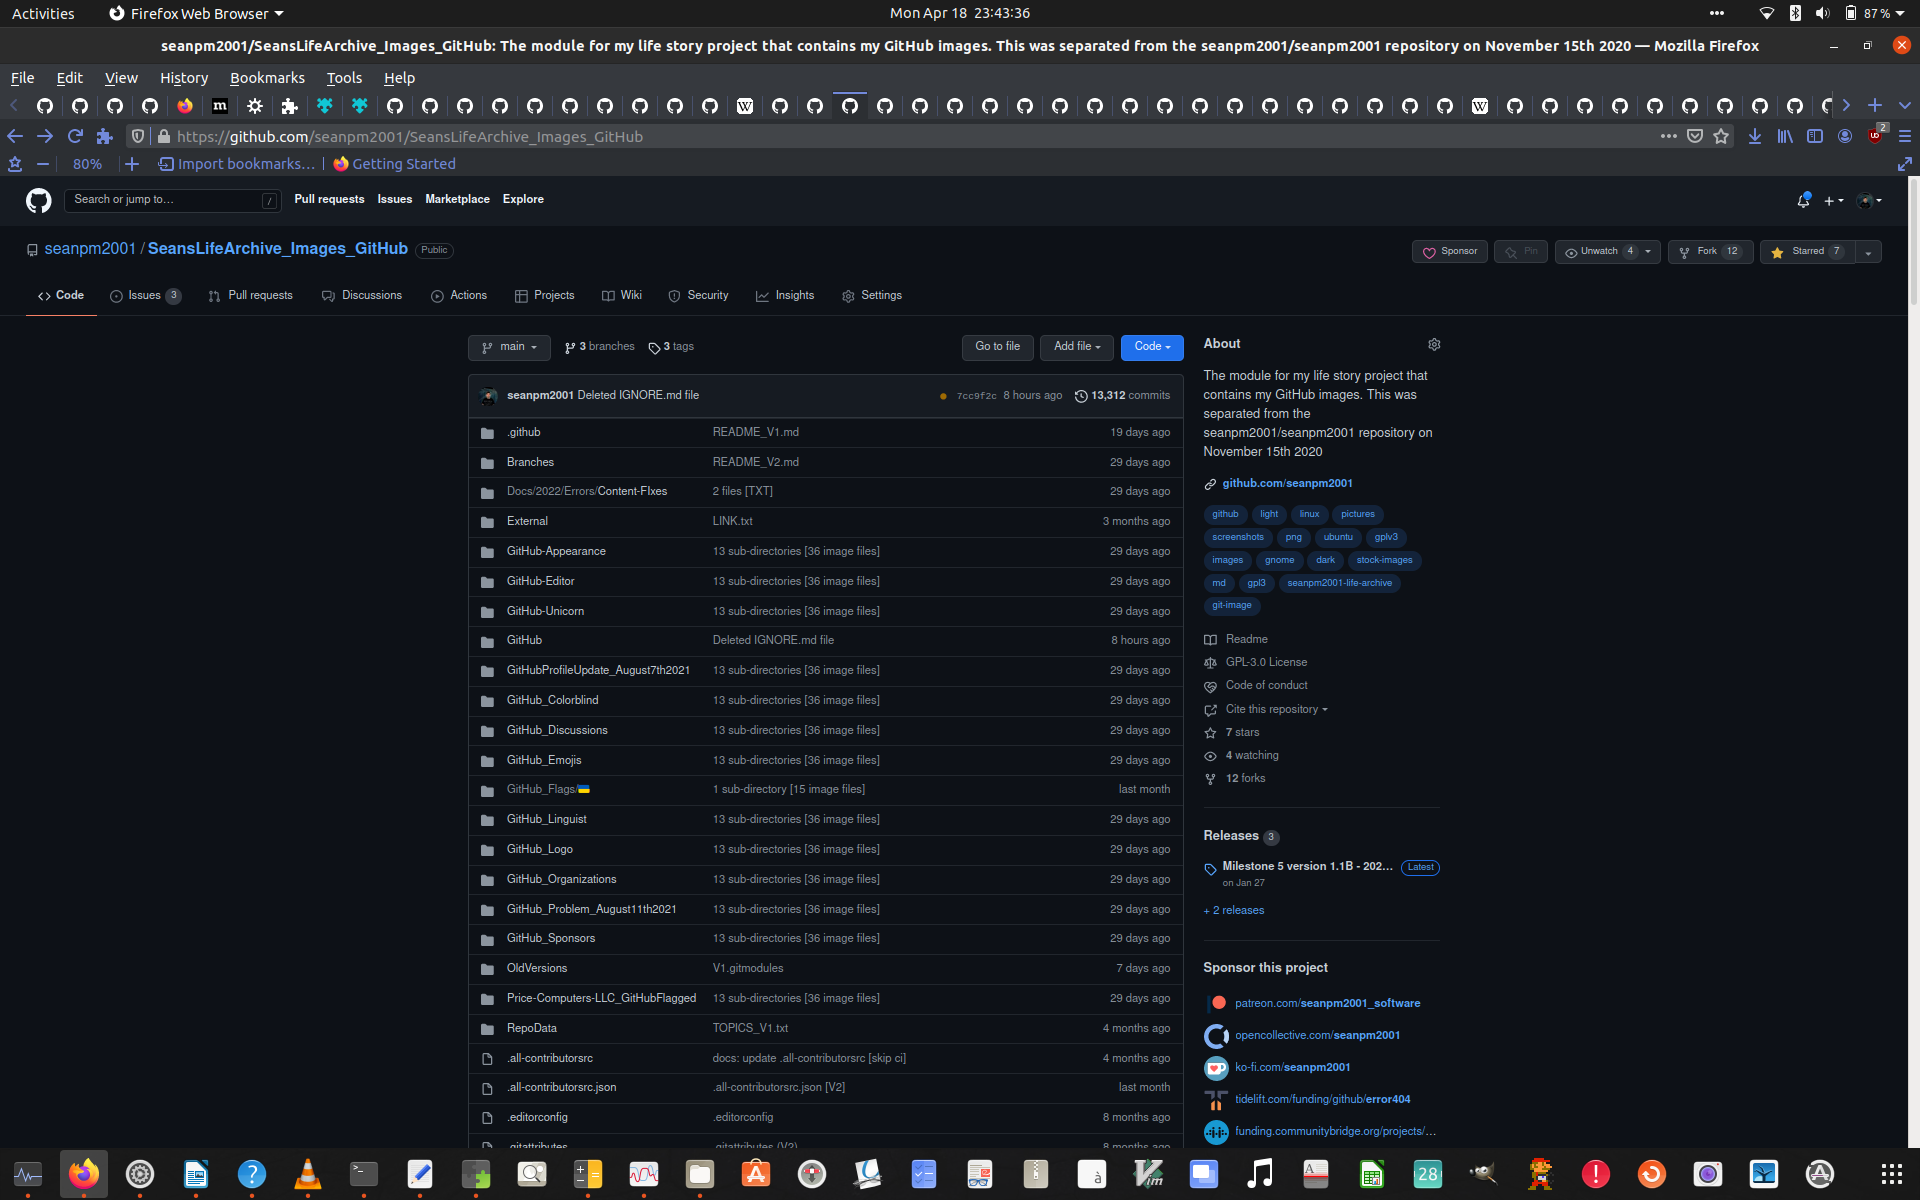 Activities
Firefox Web Browser
Mon Apr 18 23:43:36
87 %
seanpm2001/SeansLifeArchive_Images_GitHub: The module for my life story project that contains my GitHub images. This was separated from the seanpm2001/seanpm2001 repository on November 15th 2020 — Mozilla Firefox
File Edit View History Bookmarks Tools Help
https://github.com/seanpm2001/SeansLifeArchive_Images_GitHub
2
80%
Import bookmarks...
Getting Started
Search or jump to... /
Pull requests Issues Marketplace Explore
seanpm2001 / SeansLifeArchive_Images_GitHub Public
Sponsor Pin Unwatch 4 Fork 12 Starred 7
Code Issues 3 Pull requests Discussions Actions Projects Wiki Security Insights Settings
main 3 branches 3 tags Go to file Add file Code
seanpm2001 Deleted IGNORE.md file 7cc9f2c 8 hours ago 13,312 commits
.github README_V1.md 19 days ago
Branches README_V2.md 29 days ago
Docs/2022/Errors/Content-FIxes 2 files [TXT] 29 days ago
External LINK.txt 3 months ago
GitHub-Appearance 13 sub-directories [36 image files] 29 days ago
GitHub-Editor 13 sub-directories [36 image files] 29 days ago
GitHub-Unicorn 13 sub-directories [36 image files] 29 days ago
GitHub Deleted IGNORE.md file 8 hours ago
GitHubProfileUpdate_August7th2021 13 sub-directories [36 image files] 29 days ago
GitHub_Colorblind 13 sub-directories [36 image files] 29 days ago
GitHub_Discussions 13 sub-directories [36 image files] 29 days ago
GitHub_Emojis 13 sub-directories [36 image files] 29 days ago
GitHub_Flags/🇺🇦 1 sub-directory [15 image files] last month
GitHub_Linguist 13 sub-directories [36 image files] 29 days ago
GitHub_Logo 13 sub-directories [36 image files] 29 days ago
GitHub_Organizations 13 sub-directories [36 image files] 29 days ago
GitHub_Problem_August11th2021 13 sub-directories [36 image files] 29 days ago
GitHub_Sponsors 13 sub-directories [36 image files] 29 days ago
OldVersions V1.gitmodules 7 days ago
Price-Computers-LLC_GitHubFlagged 13 sub-directories [36 image files] 29 days ago
RepoData TOPICS_V1.txt 4 months ago
.all-contributorsrc docs: update .all-contributorsrc [skip ci] 4 months ago
.all-contributorsrc.json .all-contributorsrc.json [V2] last month
.editorconfig .editorconfig 8 months ago
.gitattributes .gitattributes (V2) 8 months ago
About
The module for my life story project that
contains my GitHub images. This was
separated from the
seanpm2001/seanpm2001 repository on
November 15th 2020
github.com/seanpm2001
github light linux pictures
screenshots png ubuntu gplv3
images gnome dark stock-images
md gpl3 seanpm2001-life-archive
git-image
Readme
GPL-3.0 License
Code of conduct
Cite this repository
7 stars
4 watching
12 forks
Releases 3
Milestone 5 version 1.1B - 202... Latest
on Jan 27
+ 2 releases
Sponsor this project
patreon.com/seanpm2001_software
opencollective.com/seanpm2001
ko-fi.com/seanpm2001
tidelift.com/funding/github/error404
funding.communitybridge.org/projects/...
28